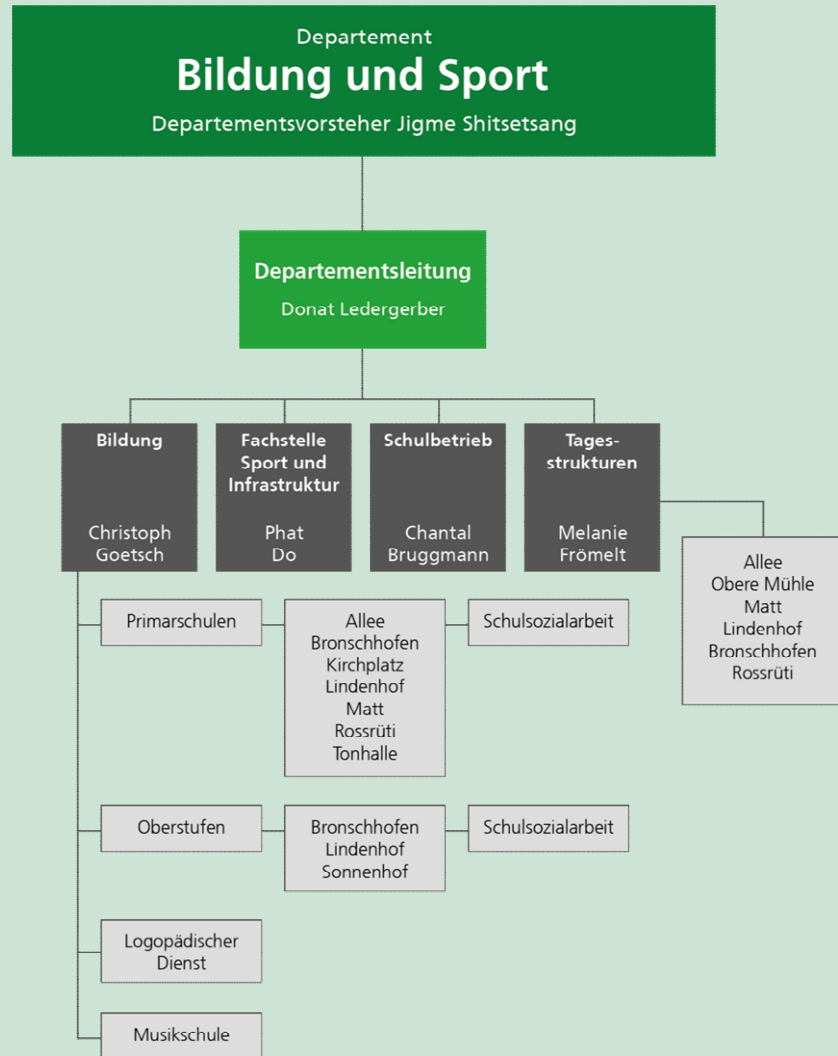 Departement
Bildung und Sport
Departementsvorsteher Jigme Shitsetsang
Departementsleitung
Donat Ledergerber
Bildung
Christoph
Goetsch
Fachstelle
Sport und
Infrastruktur
Phat
Do
Schulbetrieb
Chantal
Bruggmann
Tages-
strukturen
Melanie
Frömelt
Allee
Obere Mühle
Matt
Lindenhof
Bronschhofen
Rossrüti
Primarschulen
Allee
Bronschhofen
Kirchplatz
Lindenhof
Matt
Rossrüti
Tonhalle
Schulsozialarbeit
Oberstufen
Bronschhofen
Lindenhof
Sonnenhof
Schulsozialarbeit
Logopädischer
Dienst
Musikschule